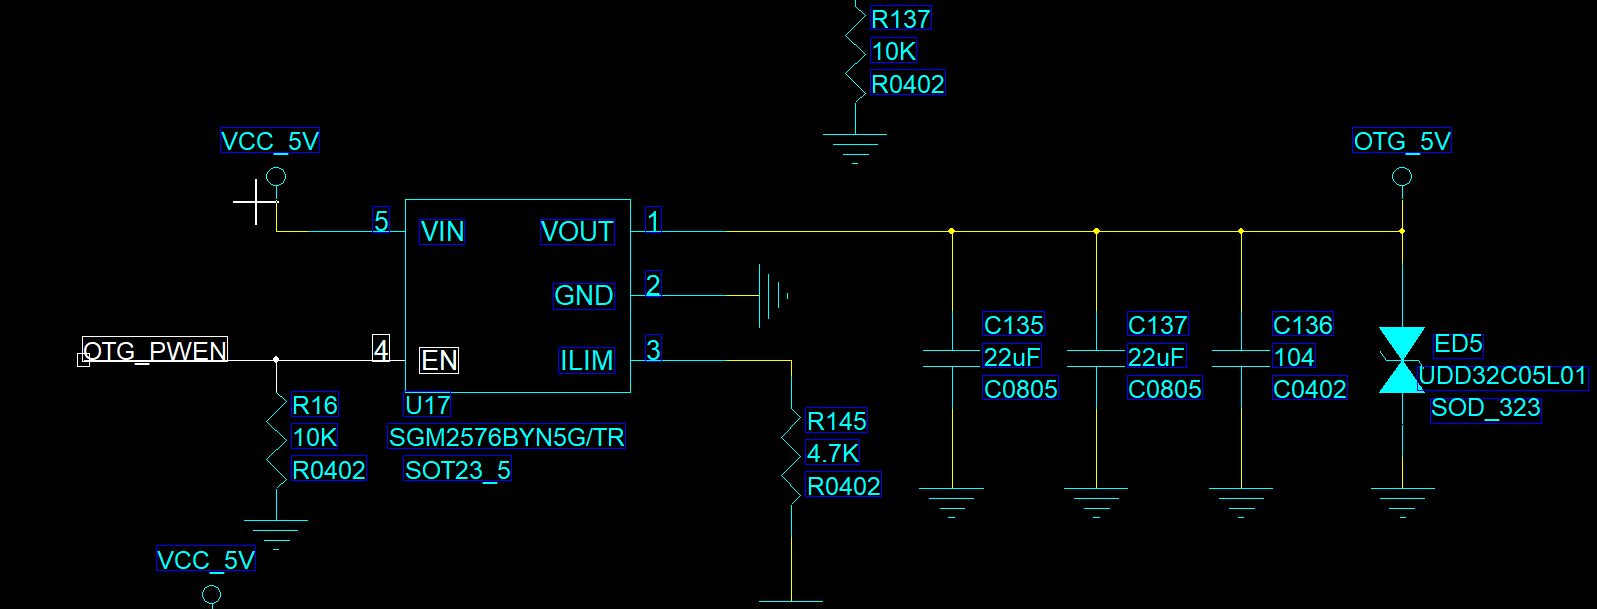 R137
10K
R0402
VCC_5V
OTG_5V
5
VIN
VOUT
1
GND
2
OTG_PWEN
4
EN
ILIM
3
C135
22uF
C0805
C137
22uF
C0805
C136
104
C0402
ED5
UDD32C05L01
SOD_323
R16
10K
R0402
U17
SGM2576BYN5G/TR
SOT23_5
R145
4.7K
R0402
VCC_5V